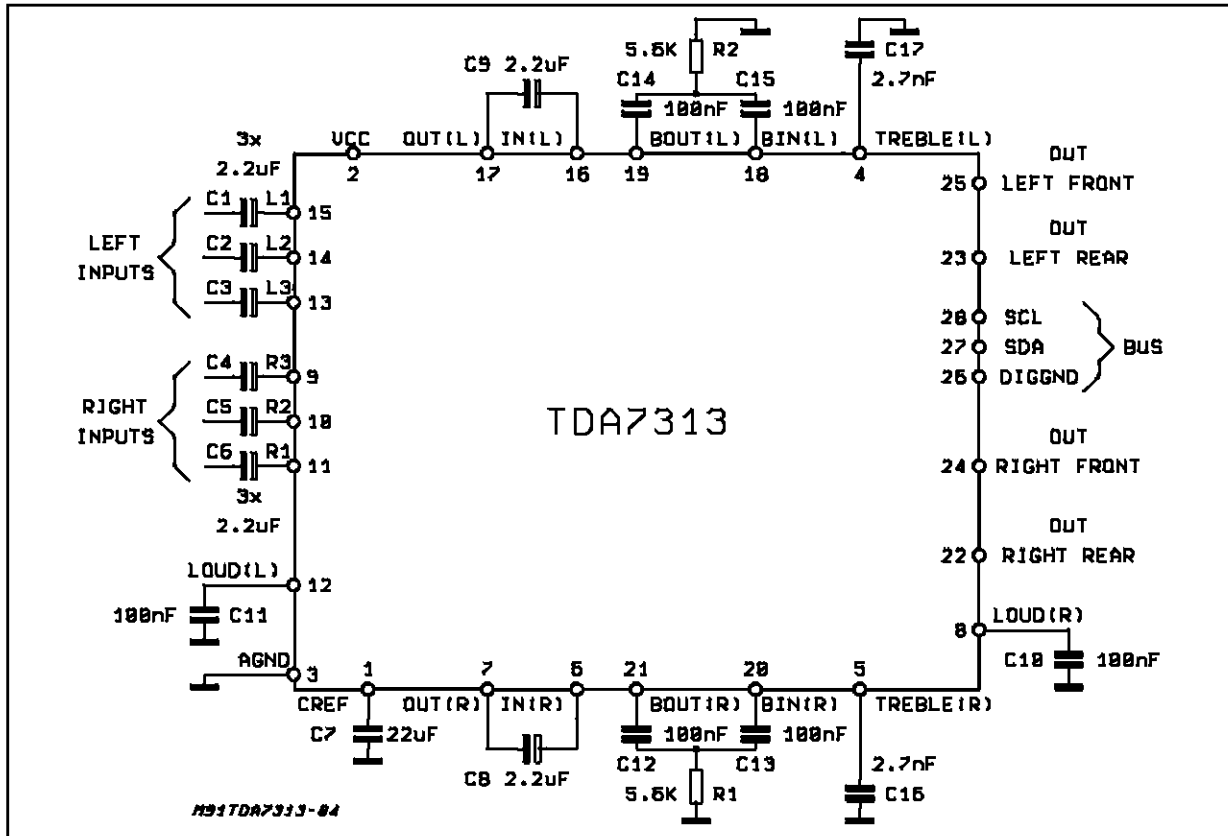 5.6K R2
C17
C9 2.2uF
C14 C15
2.7nF
100nF 100nF
3x
VCC OUT(L) IN(L) BOUT(L) BIN(L) TREBLE(L)
2 17 16 19 18 4
2.2uF
OUT
25 LEFT FRONT
C1 L1 15
OUT
C2 L2 14
LEFT INPUTS
23 LEFT REAR
C3 L3 13
28 SCL
27 SDA
BUS
26 DIGGND
C4 R3 9
RIGHT INPUTS
C5 R2 10
TDA7313
OUT
C6 R1 11
24 RIGHT FRONT
3x
2.2uF
OUT
22 RIGHT REAR
LOUD(L) 12
100nF C11
8 LOUD(R)
C10 100nF
AGND 3
1 7 6 21 20 5
CREF OUT(R) IN(R) BOUT(R) BIN(R) TREBLE(R)
C7 22uF
100nF 100nF
C8 2.2uF
C12 C13
2.7nF
5.6K R1
C16
M91TDA7313-04